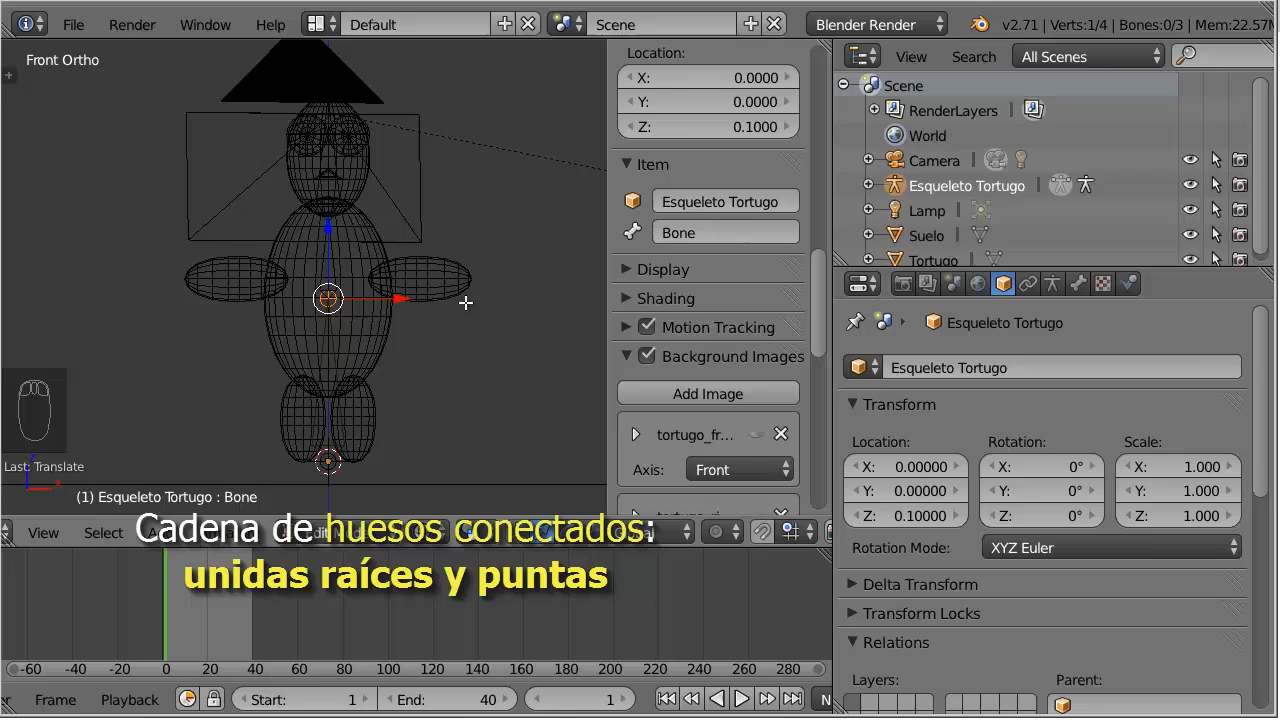 File Render Window Help Default Scene Blender Render v2.71 | Verts:1/4 | Bones:0/3 | Mem:22.57
Front Ortho
Location:
X: 0.0000
Y: 0.0000
Z: 0.1000
Item
Esqueleto Tortugo
Bone
Display
Shading
Motion Tracking
Background Images
Add Image
tortugo_fr...
Axis: Front
View Search All Scenes
Scene
RenderLayers
World
Camera
Esqueleto Tortugo
Lamp
Suelo
Tortugo
Esqueleto Tortugo
Esqueleto Tortugo
Transform
Location: Rotation: Scale:
X: 0.00000 X: 0° X: 1.000
Y: 0.00000 Y: 0° Y: 1.000
Z: 0.10000 Z: 0° Z: 1.000
Rotation Mode: XYZ Euler
Delta Transform
Transform Locks
Relations
Layers: Parent:
Last: Translate
(1) Esqueleto Tortugo : Bone
View Select
Cadena de huesos conectados:
unidas raíces y puntas
-60 -40 -20 0 20 40 60 80 100 120 140 160 180 200 220 240 260 280
Frame Playback Start: 1 End: 40 1